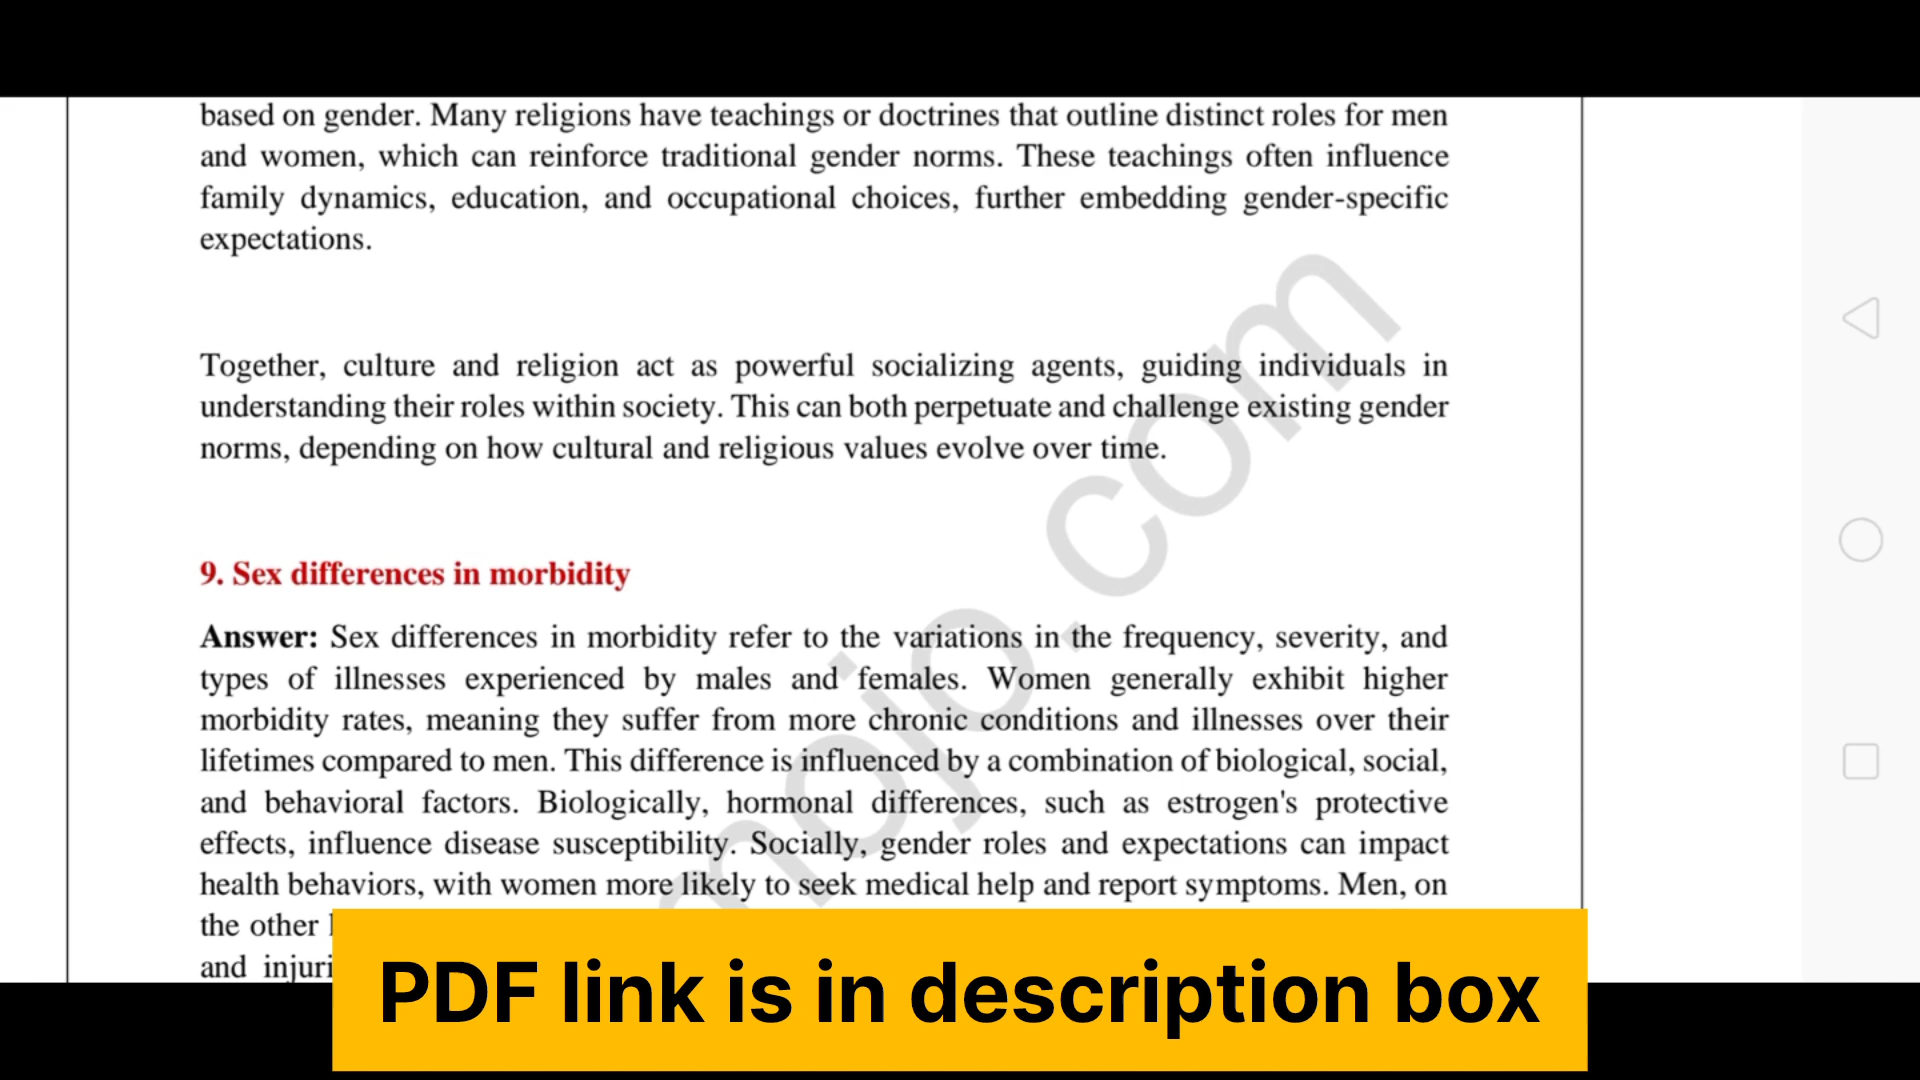 based on gender. Many religions have teachings or doctrines that outline distinct roles for men
and women, which can reinforce traditional gender norms. These teachings often influence
family dynamics, education, and occupational choices, further embedding gender-specific
expectations.
Together, culture and religion act as powerful socializing agents, guiding individuals in
understanding their roles within society. This can both perpetuate and challenge existing gender
norms, depending on how cultural and religious values evolve over time.
9. Sex differences in morbidity
Answer: Sex differences in morbidity refer to the variations in the frequency, severity, and
types of illnesses experienced by males and females. Women generally exhibit higher
morbidity rates, meaning they suffer from more chronic conditions and illnesses over their
lifetimes compared to men. This difference is influenced by a combination of biological, social,
and behavioral factors. Biologically, hormonal differences, such as estrogen's protective
effects, influence disease susceptibility. Socially, gender roles and expectations can impact
health behaviors, with women more likely to seek medical help and report symptoms. Men, on
the other
and
PDF link is in description box